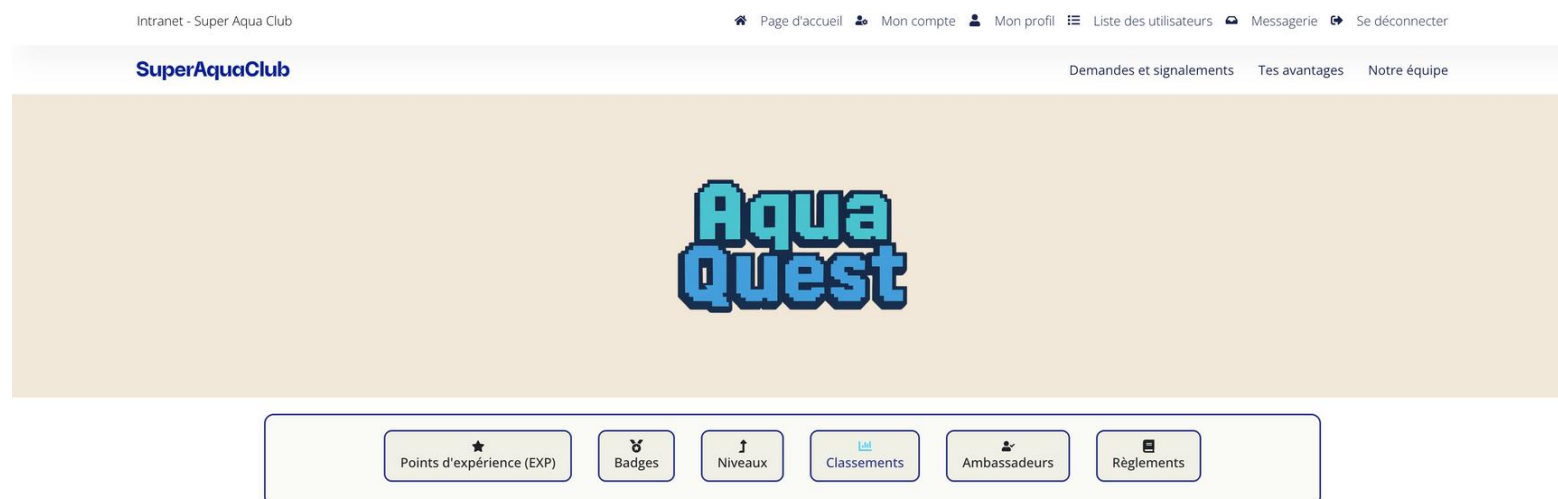 Intranet - Super Aqua Club
Page d'accueil Mon compte Mon profil Liste des utilisateurs Messagerie Se déconnecter
SuperAquaClub
Demandes et signalements Tes avantages Notre équipe
Aqua
Quest
Points d'expérience (EXP) Badges Niveaux Classements Ambassadeurs Règlements